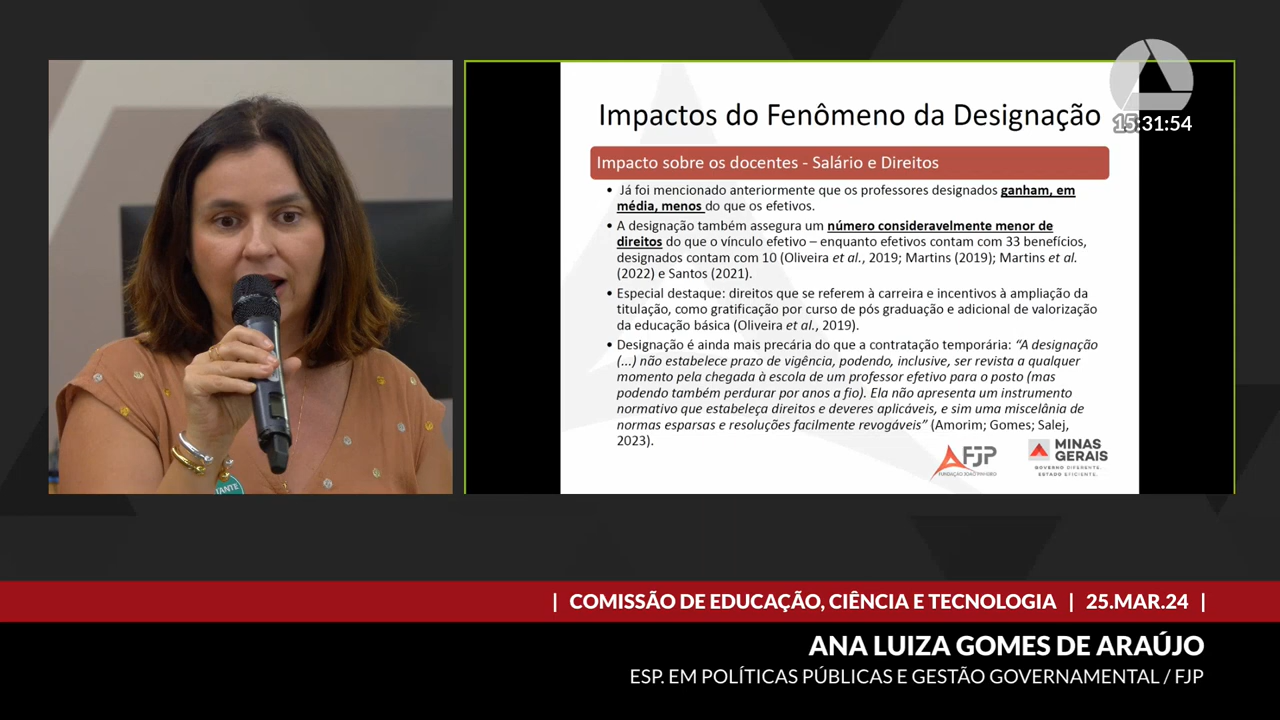 Impactos do Fenômeno da Designação
15:31:54
Impacto sobre os docentes - Salário e Direitos
• Já foi mencionado anteriormente que os professores designados ganham, em
média, menos do que os efetivos.
• A designação também assegura um número consideravelmente menor de
direitos do que o vínculo efetivo – enquanto efetivos contam com 33 benefícios,
designados contam com 10 (Oliveira et al., 2019; Martins (2019); Martins et al.
(2022) e Santos (2021).
• Especial destaque: direitos que se referem à carreira e incentivos à ampliação da
titulação, como gratificação por curso de pós graduação e adicional de valorização
da educação básica (Oliveira et al., 2019).
• Designação é ainda mais precária do que a contratação temporária: “A designação
(...) não estabelece prazo de vigência, podendo, inclusive, ser revista a qualquer
momento pela chegada à escola de um professor efetivo para o posto (mas
podendo também perdurar por anos a fio). Ela não apresenta um instrumento
normativo que estabeleça direitos e deveres aplicáveis, e sim uma miscelânia de
normas esparsas e resoluções facilmente revogáveis” (Amorim; Gomes; Salej,
2023).
FJP
FUNDAÇÃO JOÃO PINHEIRO
MINAS
GERAIS
GOVERNO DIFERENTE.
ESTADO EFICIENTE.
TANTE
| COMISSÃO DE EDUCAÇÃO, CIÊNCIA E TECNOLOGIA | 25.MAR.24 |
ANA LUIZA GOMES DE ARAÚJO
ESP. EM POLÍTICAS PÚBLICAS E GESTÃO GOVERNAMENTAL / FJP